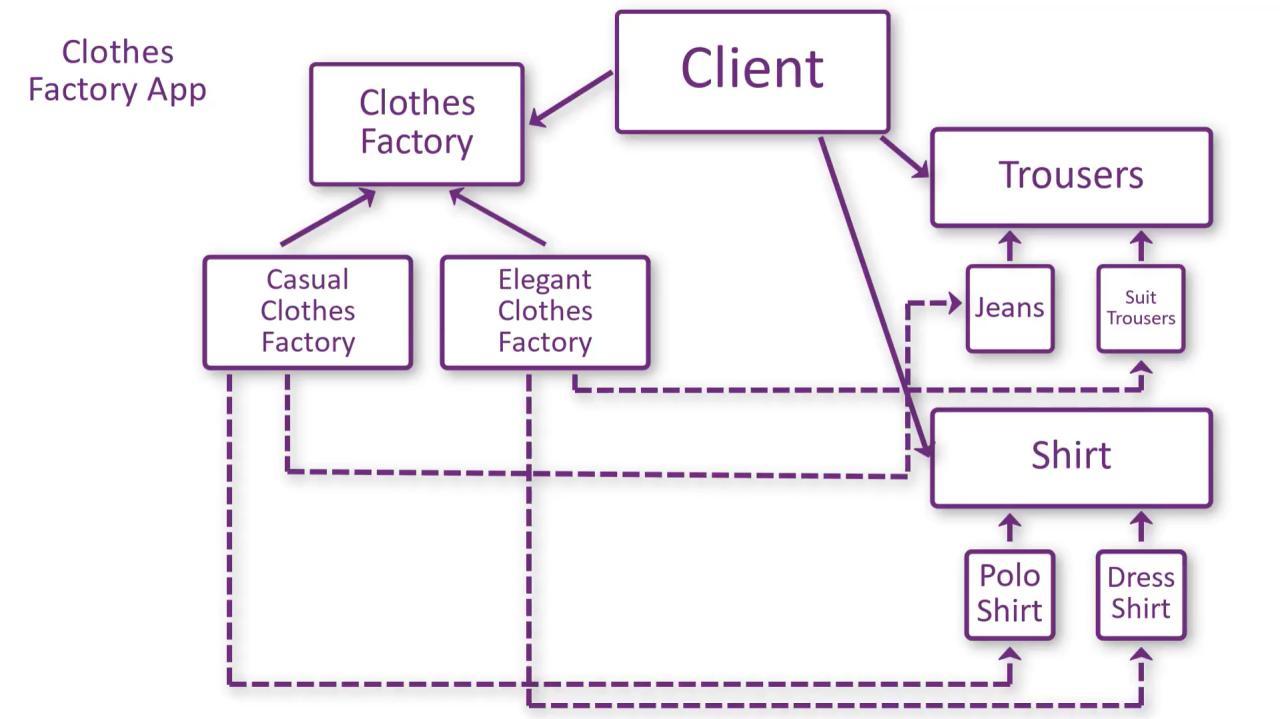 Clothes
Factory App
Client
Clothes
Factory
Trousers
Casual
Clothes
Factory
Elegant
Clothes
Factory
Jeans
Suit
Trousers
Shirt
Polo
Shirt
Dress
Shirt